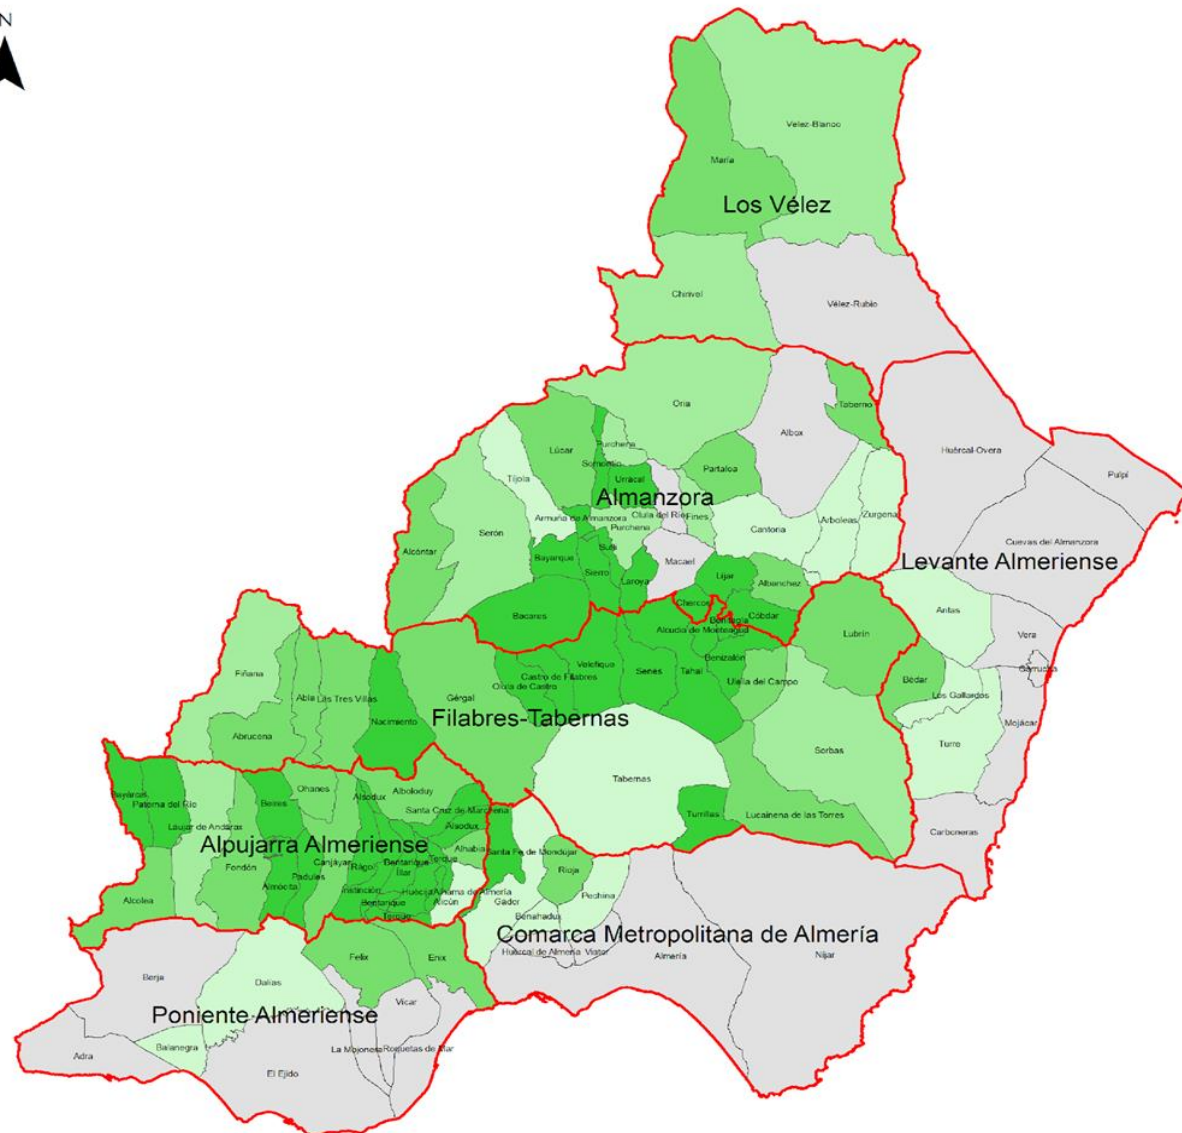 N
Velez-Blanco
María
Los Vélez
Chirivel
Vélez-Rubio
Oria
Taberno
Albox
Purchena
Lúcar
Somontín
Huércal-Overa
Partaloa
Pulpí
Tíjola
Urracal
Almanzora
Armuña de Almanzora
Olula del Río
Fines
Arboleas
Zurgena
Serón
Purchena
Cantoria
Cuevas del Almanzora
Alcóntar
Sufli
Bayarque
Macael
Levante Almeriense
Sierro
Laroya
Líjar
Albanchez
Bacares
Chercos
Cóbdar
Antas
Benitagla
Alcudia de Monteagud
Lubrín
Vera
Velefique
Benizalón
Garrucha
Fiñana
Senés
Tahal
Castro de Filabres
Bédar
Ulella del Campo
Olula de Castro
Los Gallardos
Abla
Las Tres Villas
Gérgal
Nacimiento
Filabres-Tabernas
Mojácar
Abrucena
Turre
Sorbas
Tabernas
Bayárcal
Paterna del Río
Ohanes
Alboloduy
Beires
Alsodux
Santa Cruz de Marchena
Turrillas
Lucainena de las Torres
Laujar de Andárax
Alsodux
Carboneras
Alpujarra Almeriense
Alhabia
Santa Fe de Mondújar
Terque
Canjáyar
Bentarique
Fondón
Rágol
Illar
Rioja
Padules
Almócita
Instinción
Huécija
Alhama de Almería
Pechina
Alcolea
Bentarique
Alicún
Gádor
Terque
Benahadux
Comarca Metropolitana de Almería
Huércal de Almería
Viator
Almería
Níjar
Felix
Enix
Berja
Dalías
Vícar
Poniente Almeriense
Balanegra
La Mojonera
Roquetas de Mar
Adra
El Ejido